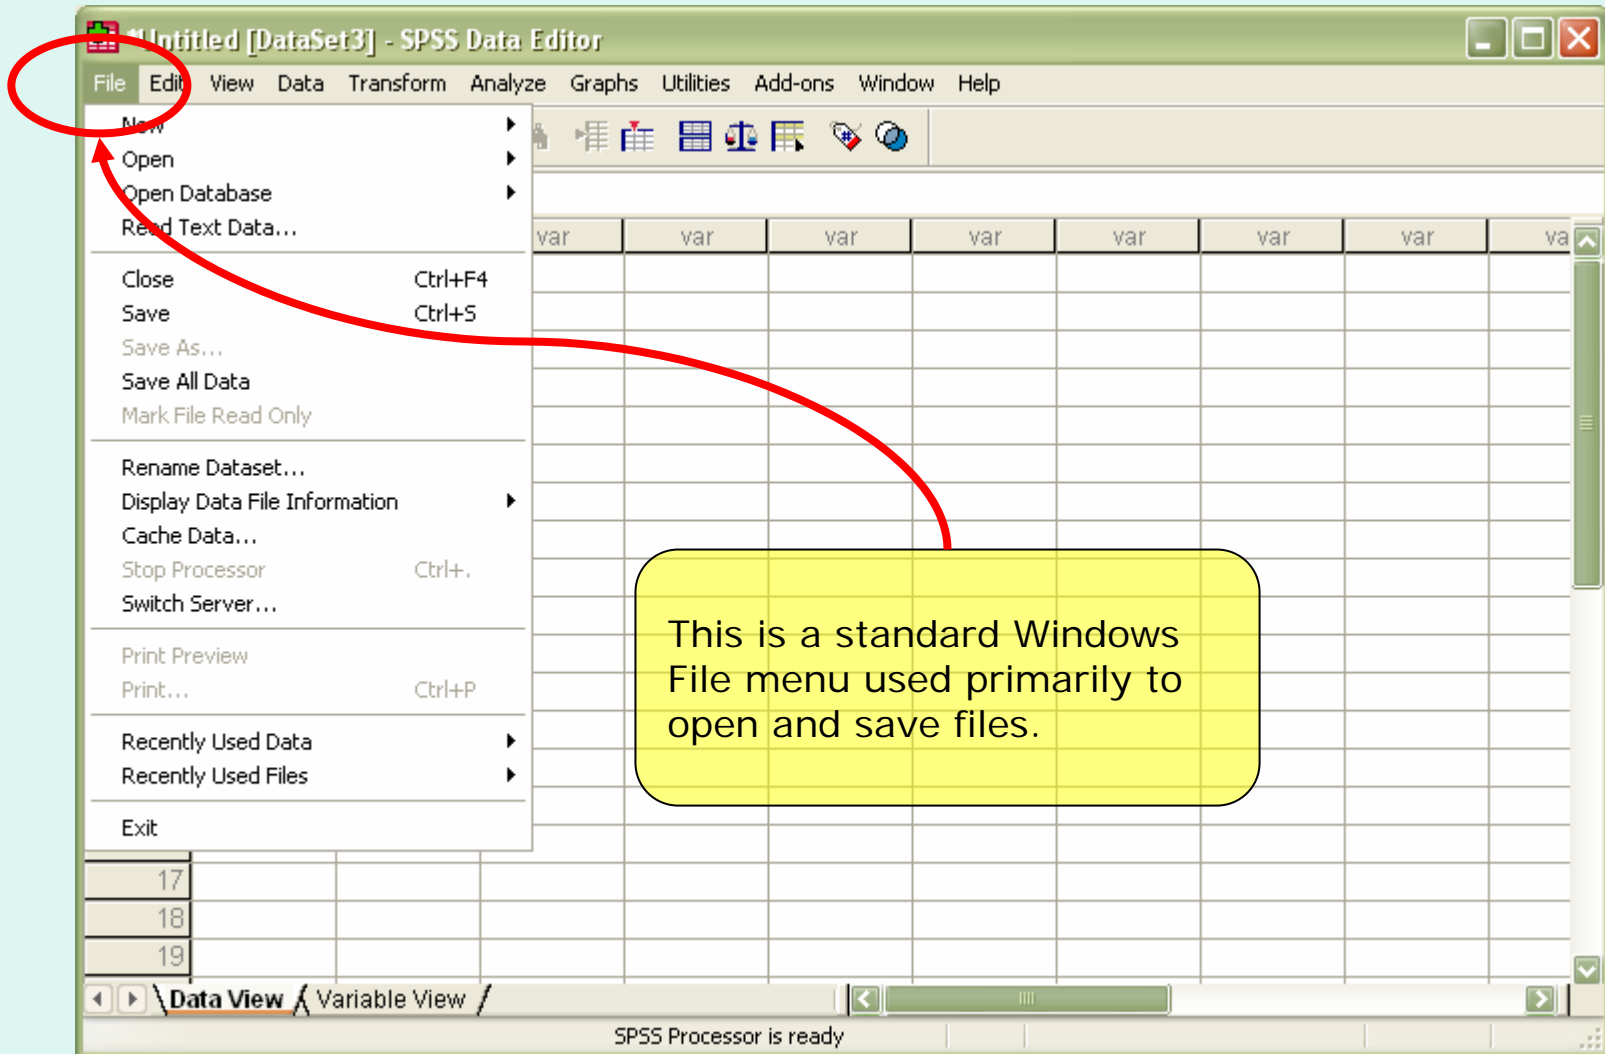 *Untitled [DataSet3] - SPSS Data Editor
File Edit View Data Transform Analyze Graphs Utilities Add-ons Window Help
New
Open
Open Database
Read Text Data...
var var var var var var var va
Close Ctrl+F4
Save Ctrl+S
Save As...
Save All Data
Mark File Read Only
Rename Dataset...
Display Data File Information
Cache Data...
Stop Processor Ctrl+.
Switch Server...
Print Preview
Print... Ctrl+P
Recently Used Data
Recently Used Files
Exit
This is a standard Windows
File menu used primarily to
open and save files.
17
18
19
Data View Variable View
SPSS Processor is ready